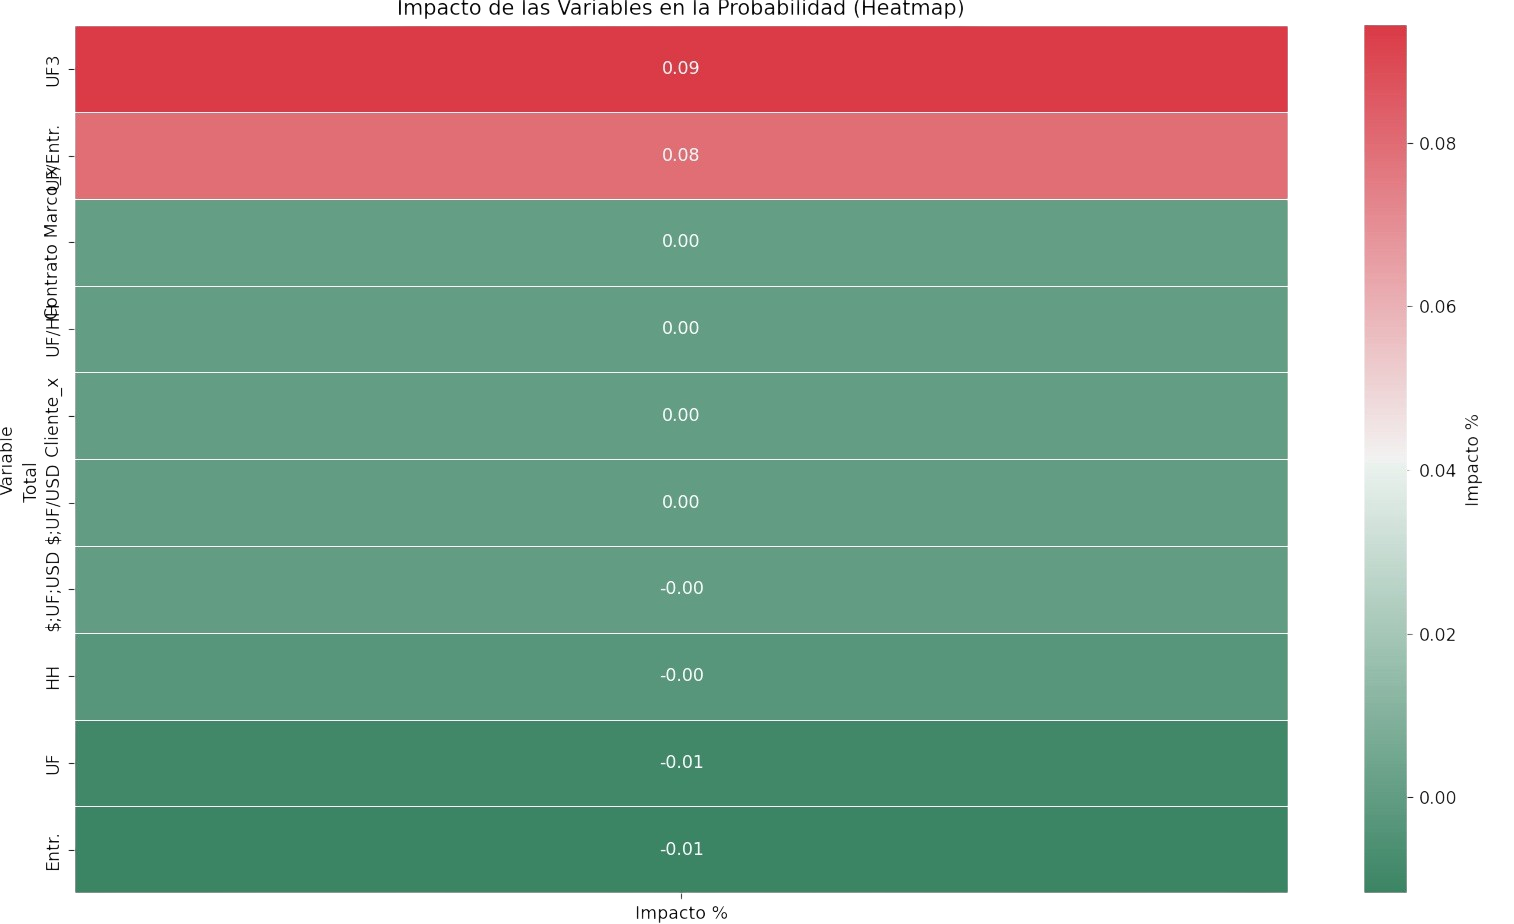 Impacto de las Variables en la Probabilidad (Heatmap)
UF3
0.09
UF/Entr.
0.08
Contrato Marco_x
0.00
UF/HH
0.00
Cliente_x
0.00
Total
$;UF/USD
0.00
$;UF;USD
-0.00
HH
-0.00
UF
-0.01
Entr.
-0.01
Variable
Impacto %
0.08
0.06
0.04
0.02
0.00
Impacto %